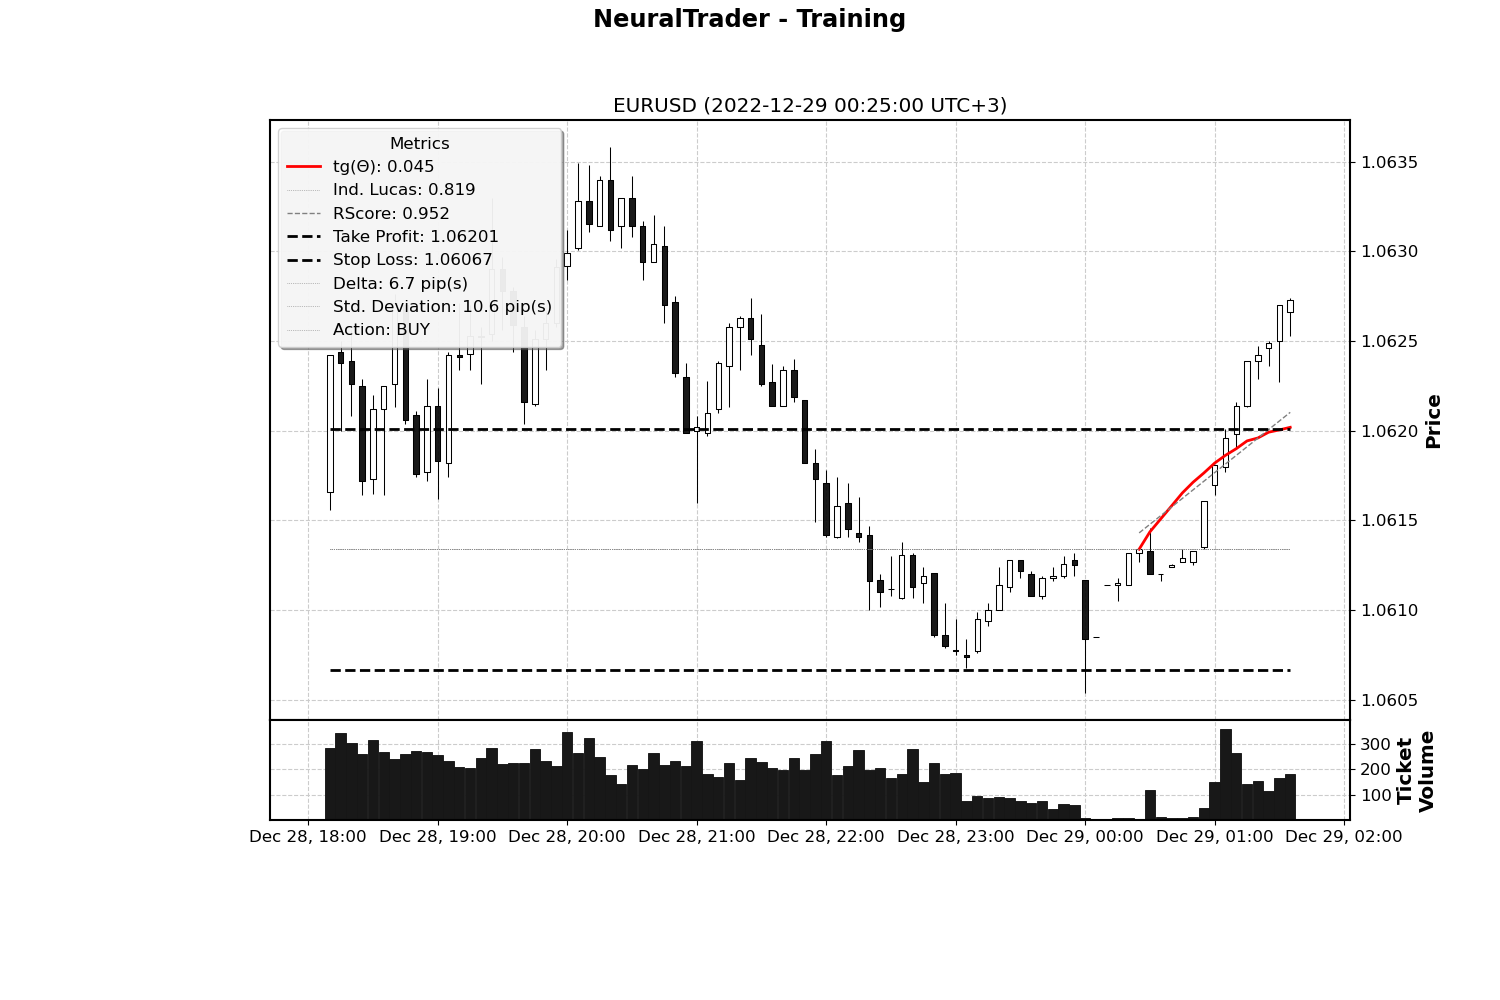 NeuralTrader - Training
EURUSD (2022-12-29 00:25:00 UTC+3)
Metrics
tg(Θ): 0.045
Ind. Lucas: 0.819
RScore: 0.952
Take Profit: 1.06201
Stop Loss: 1.06067
Delta: 6.7 pip(s)
Std. Deviation: 10.6 pip(s)
Action: BUY
1.0635
1.0630
1.0625
1.0620
1.0615
1.0610
1.0605
Price
300
200
100
Ticket
Volume
Dec 28, 18:00
Dec 28, 19:00
Dec 28, 20:00
Dec 28, 21:00
Dec 28, 22:00
Dec 28, 23:00
Dec 29, 00:00
Dec 29, 01:00
Dec 29, 02:00